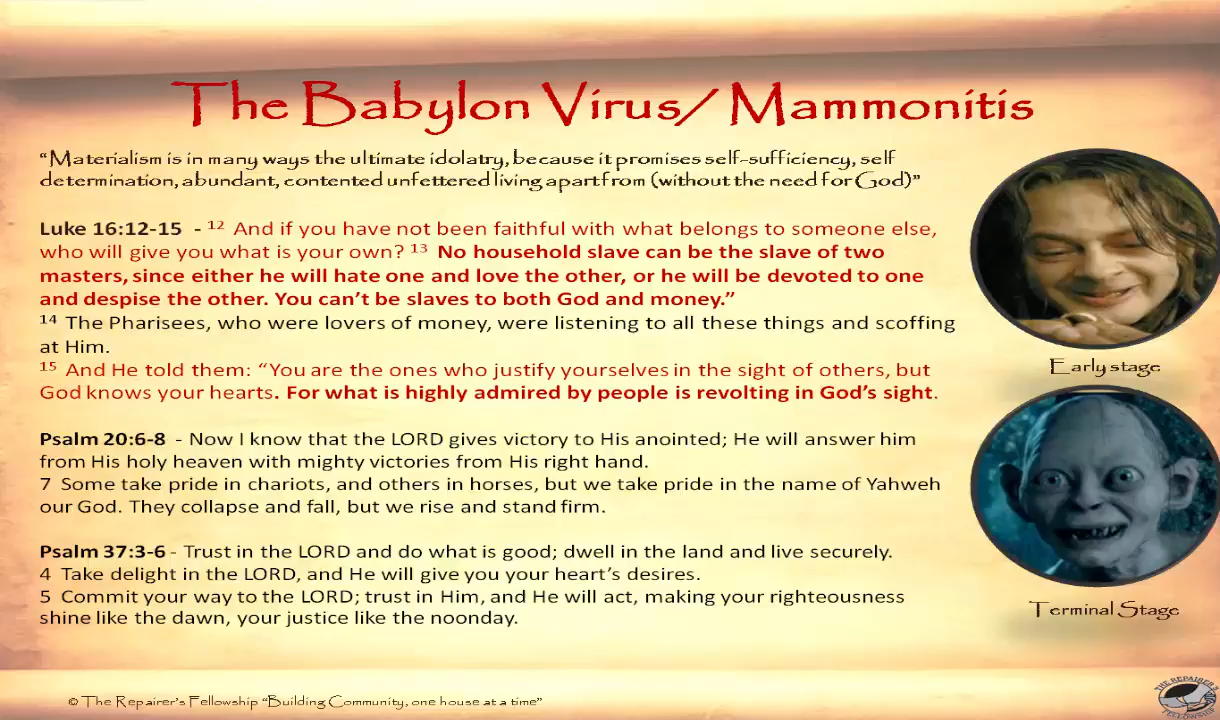 The Babylon Virus/ Mammonitis
“Materialism is in many ways the ultimate idolatry, because it promises self-sufficiency, self
determination, abundant, contented unfettered living apart from (without the need for God)”
Luke 16:12-15 - 12 And if you have not been faithful with what belongs to someone else,
who will give you what is your own? 13 No household slave can be the slave of two
masters, since either he will hate one and love the other, or he will be devoted to one
and despise the other. You can’t be slaves to both God and money.”
14 The Pharisees, who were lovers of money, were listening to all these things and scoffing
at Him.
15 And He told them: “You are the ones who justify yourselves in the sight of others, but
God knows your hearts. For what is highly admired by people is revolting in God’s sight.
Psalm 20:6-8 - Now I know that the LORD gives victory to His anointed; He will answer him
from His holy heaven with mighty victories from His right hand.
7 Some take pride in chariots, and others in horses, but we take pride in the name of Yahweh
our God. They collapse and fall, but we rise and stand firm.
Psalm 37:3-6 - Trust in the LORD and do what is good; dwell in the land and live securely.
4 Take delight in the LORD, and He will give you your heart’s desires.
5 Commit your way to the LORD; trust in Him, and He will act, making your righteousness
shine like the dawn, your justice like the noonday.
Early stage
Terminal Stage
© The Repairer’s Fellowship “Building Community, one house at a time”
THE REPAIRER’S
FELLOWSHIP